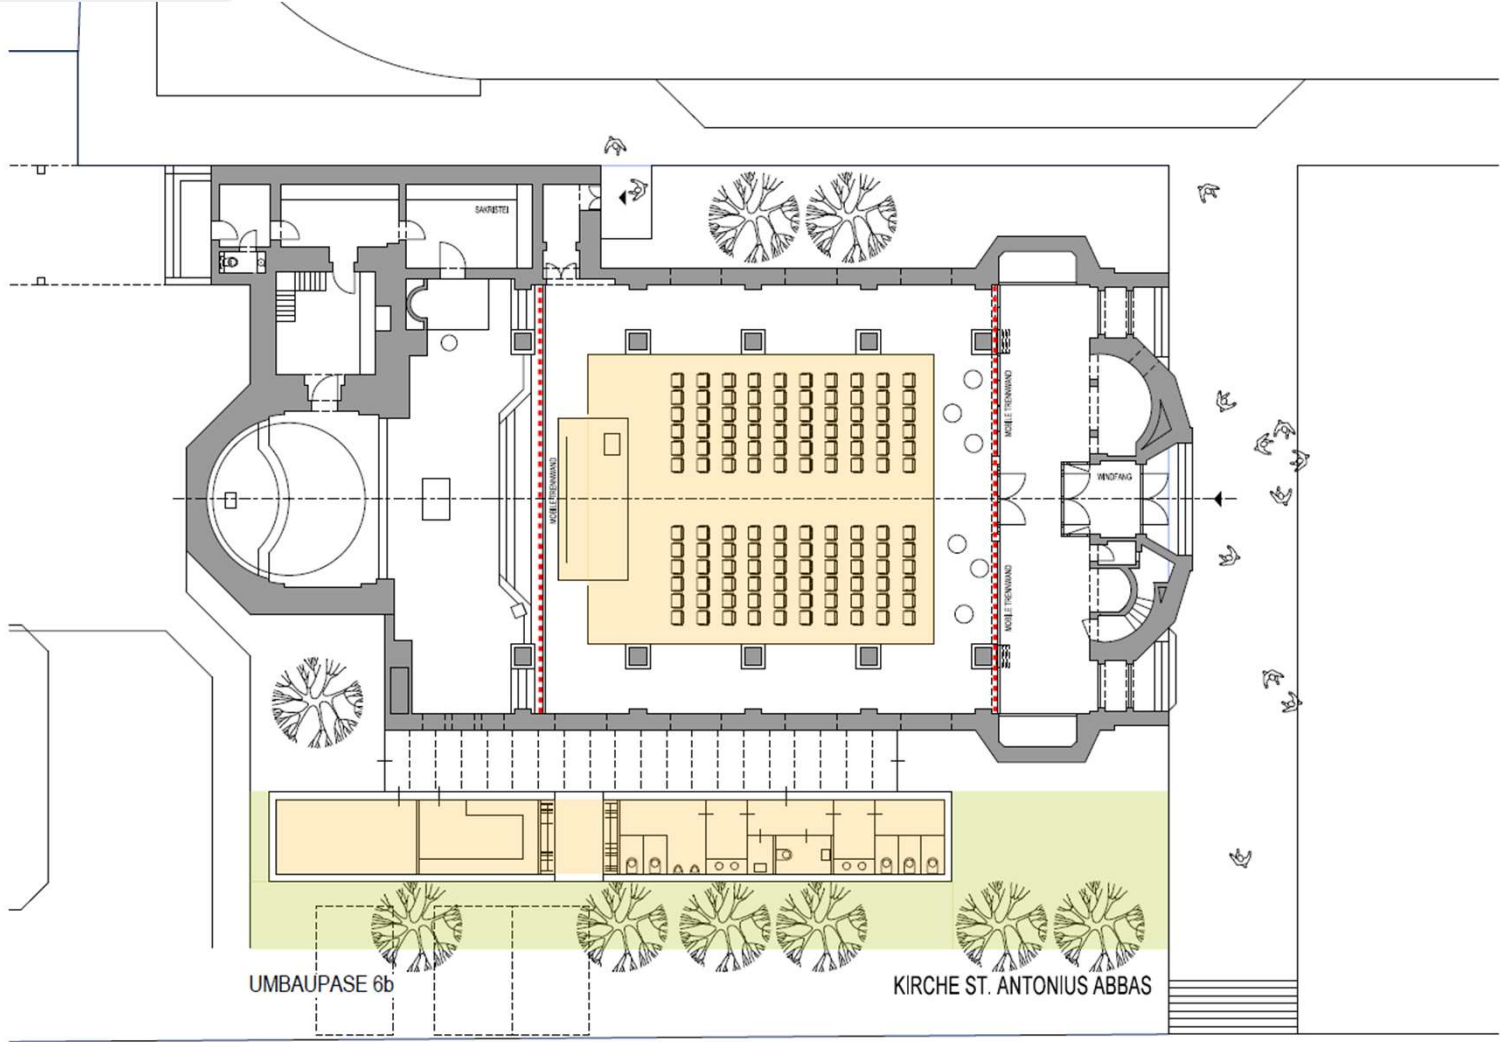 SAKRISTEI
MOBILE TRENNWAND
MOBILE TRENNWAND
WINDFANG
MOBILE TRENNWAND
UMBAUPASE 6b
KIRCHE ST. ANTONIUS ABBAS